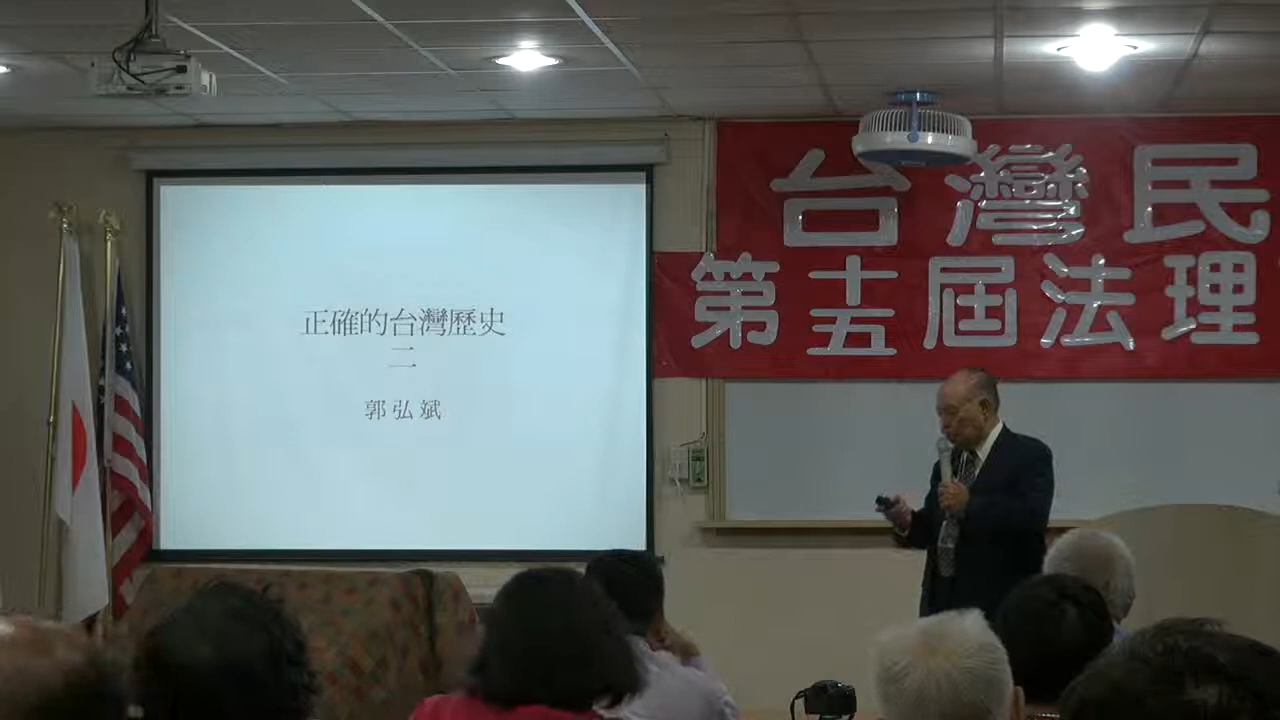 正確的台灣歷史
二
郭弘斌
台灣民
第十五屆法理